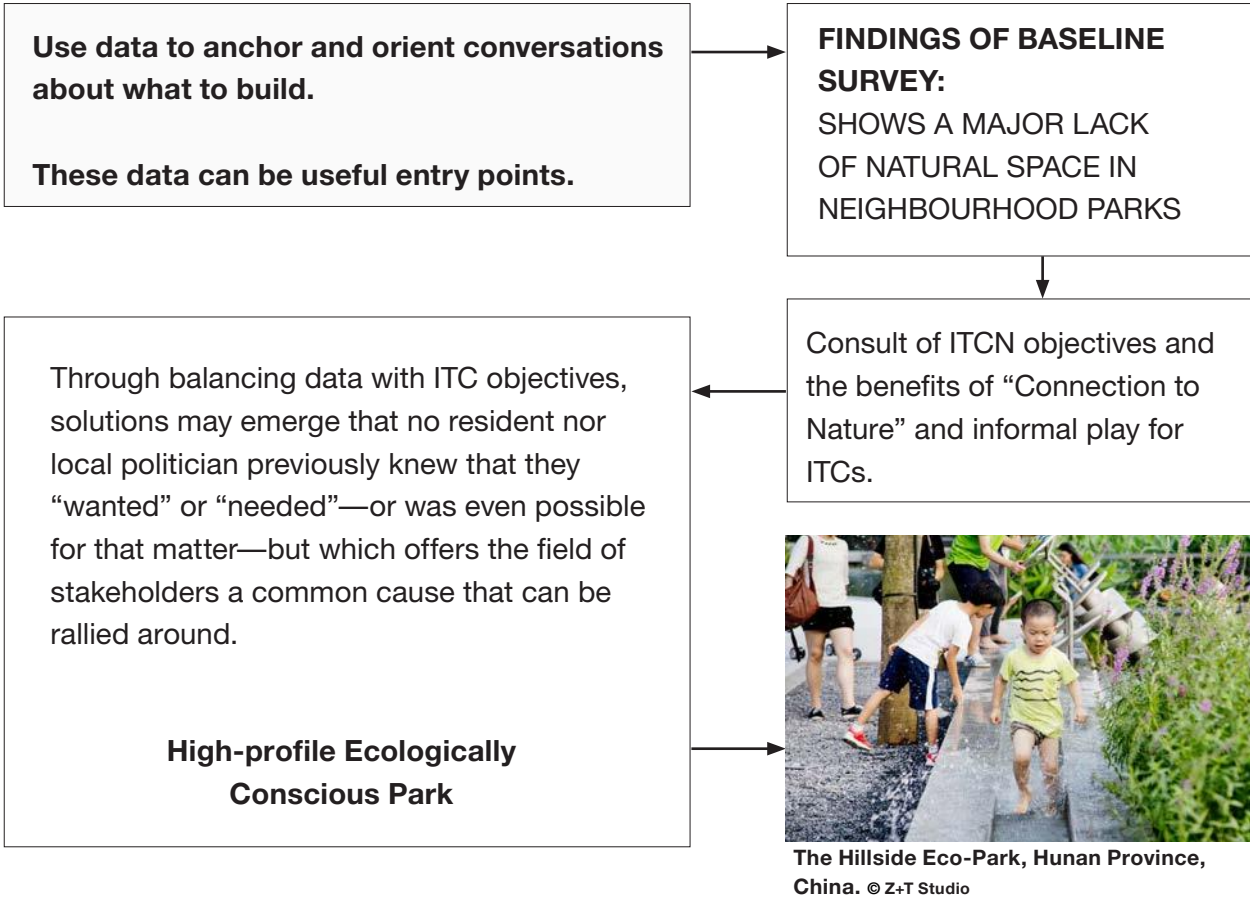 Use data to anchor and orient conversations
about what to build.
These data can be useful entry points.
FINDINGS OF BASELINE
SURVEY:
SHOWS A MAJOR LACK
OF NATURAL SPACE IN
NEIGHBOURHOOD PARKS
Consult of ITCN objectives and
the benefits of “Connection to
Nature” and informal play for
ITCs.
Through balancing data with ITC objectives,
solutions may emerge that no resident nor
local politician previously knew that they
“wanted” or “needed”—or was even possible
for that matter—but which offers the field of
stakeholders a common cause that can be
rallied around.
High-profile Ecologically
Conscious Park
The Hillside Eco-Park, Hunan Province,
China. © Z+T Studio